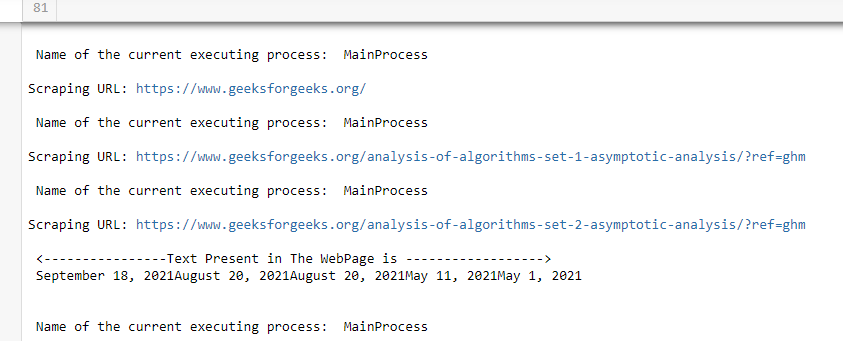 81
Name of the current executing process:  MainProcess
Scraping URL: https://www.geeksforgeeks.org/
Name of the current executing process:  MainProcess
Scraping URL: https://www.geeksforgeeks.org/analysis-of-algorithms-set-1-asymptotic-analysis/?ref=ghm
Name of the current executing process:  MainProcess
Scraping URL: https://www.geeksforgeeks.org/analysis-of-algorithms-set-2-asymptotic-analysis/?ref=ghm
<----------------Text Present in The WebPage is ------------------>
September 18, 2021August 20, 2021August 20, 2021May 11, 2021May 1, 2021
Name of the current executing process:  MainProcess